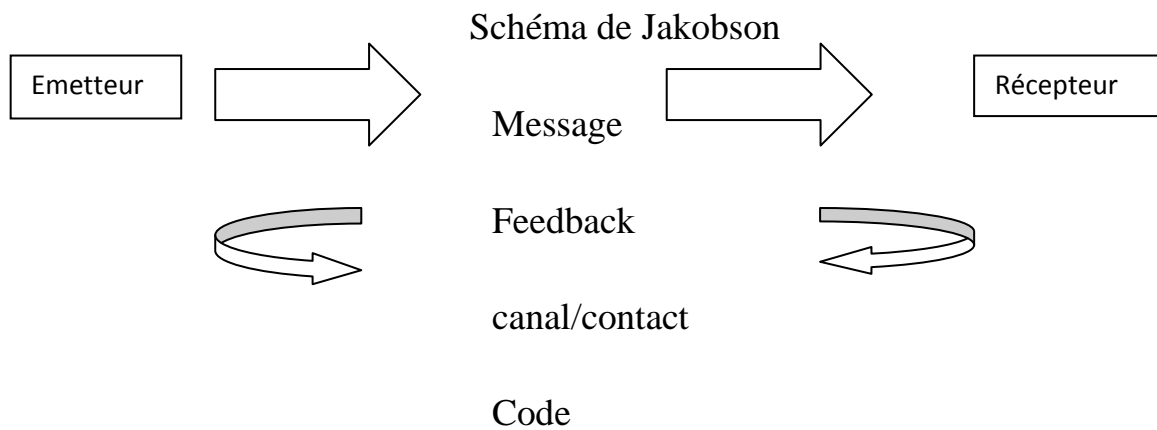 Schéma de Jakobson
Emetteur
Récepteur
Message
Feedback
canal/contact
Code